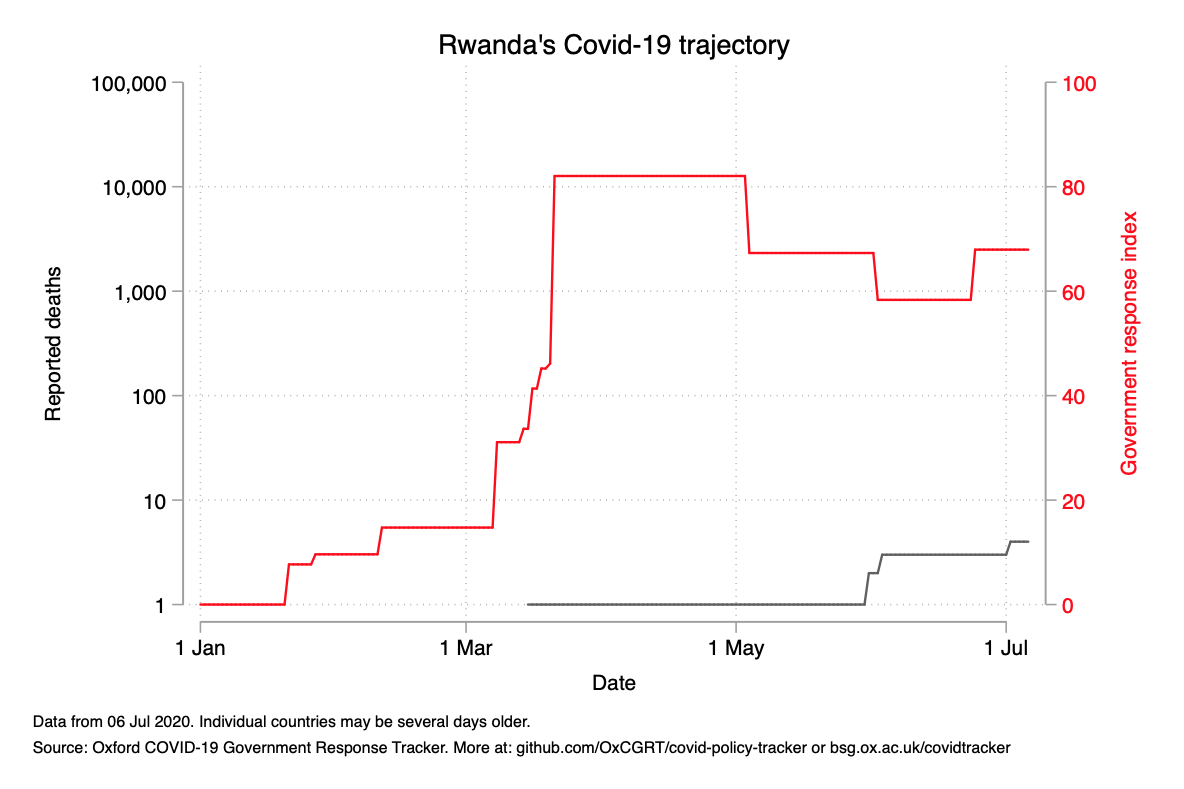 Rwanda's Covid-19 trajectory
100,000
10,000
1,000
100
10
1
Reported deaths
100
80
60
40
20
0
Government response index
1 Jan
1 Mar
1 May
1 Jul
Date
Data from 06 Jul 2020. Individual countries may be several days older.
Source: Oxford COVID-19 Government Response Tracker. More at: github.com/OxCGRT/covid-policy-tracker or bsg.ox.ac.uk/covidtracker